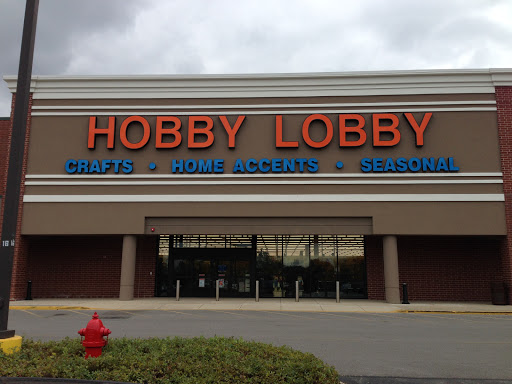 HOBBY LOBBY
CRAFTS • HOME ACCENTS • SEASONAL